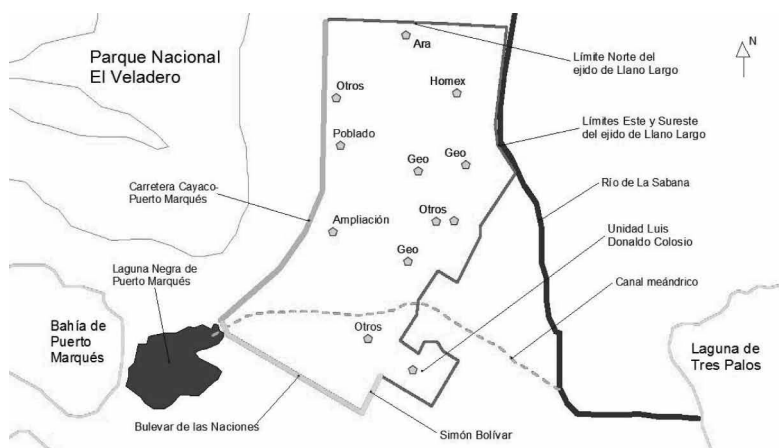 Parque Nacional
El Veladero
Ara
Límite Norte del
ejido de Llano Largo
N
Otros
Homex
Límites Este y Sureste
del ejido de Llano Largo
Poblado
Geo
Geo
Carretera Cayaco-
Puerto Marqués
Río de La Sabana
Ampliación
Otros
Unidad Luis
Donaldo Colosio
Geo
Laguna Negra de
Puerto Marqués
Canal meándrico
Bahía de
Puerto
Marqués
Otros
Laguna de
Tres Palos
Bulevar de las Naciones
Simón Bolívar